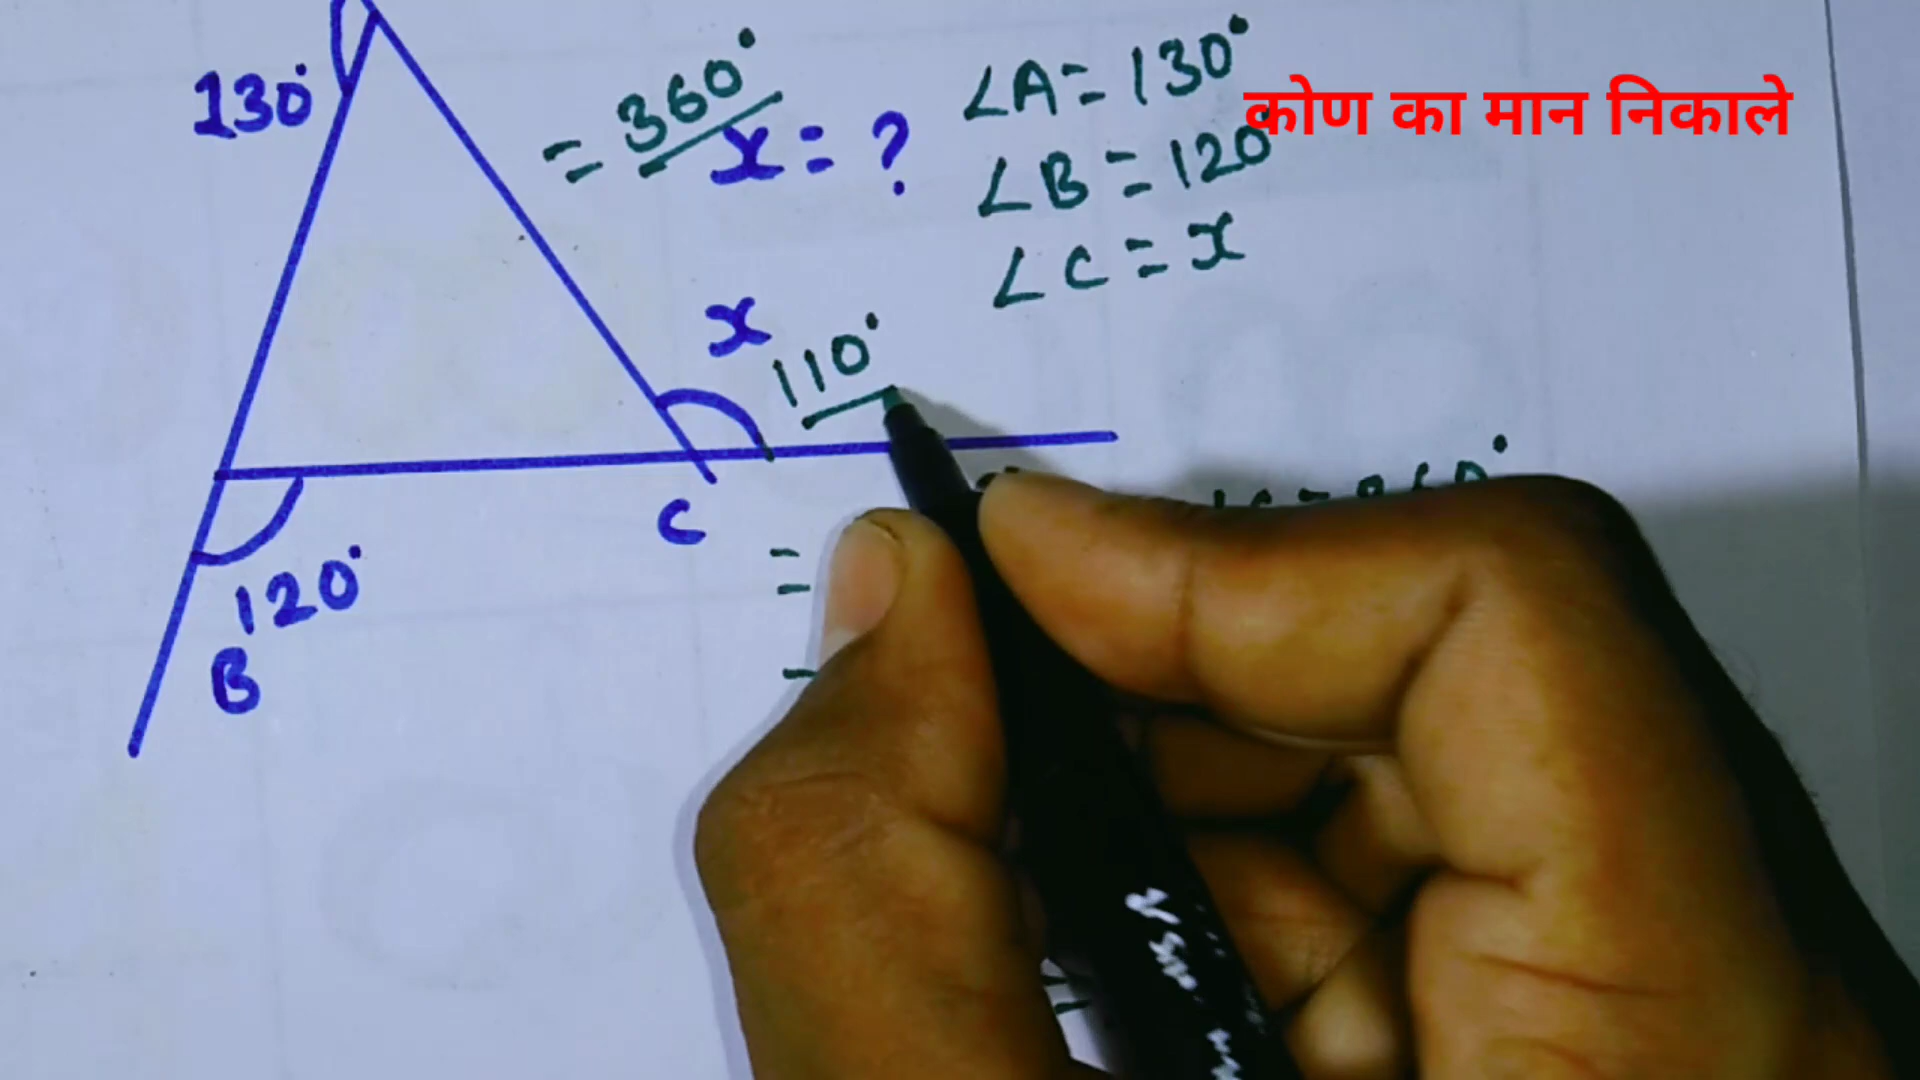 130°
= 360°
x = ?
∠A = 130°
∠B = 120°
∠C = x
कोण का मान निकाले
x
110°
C
120°
B
=